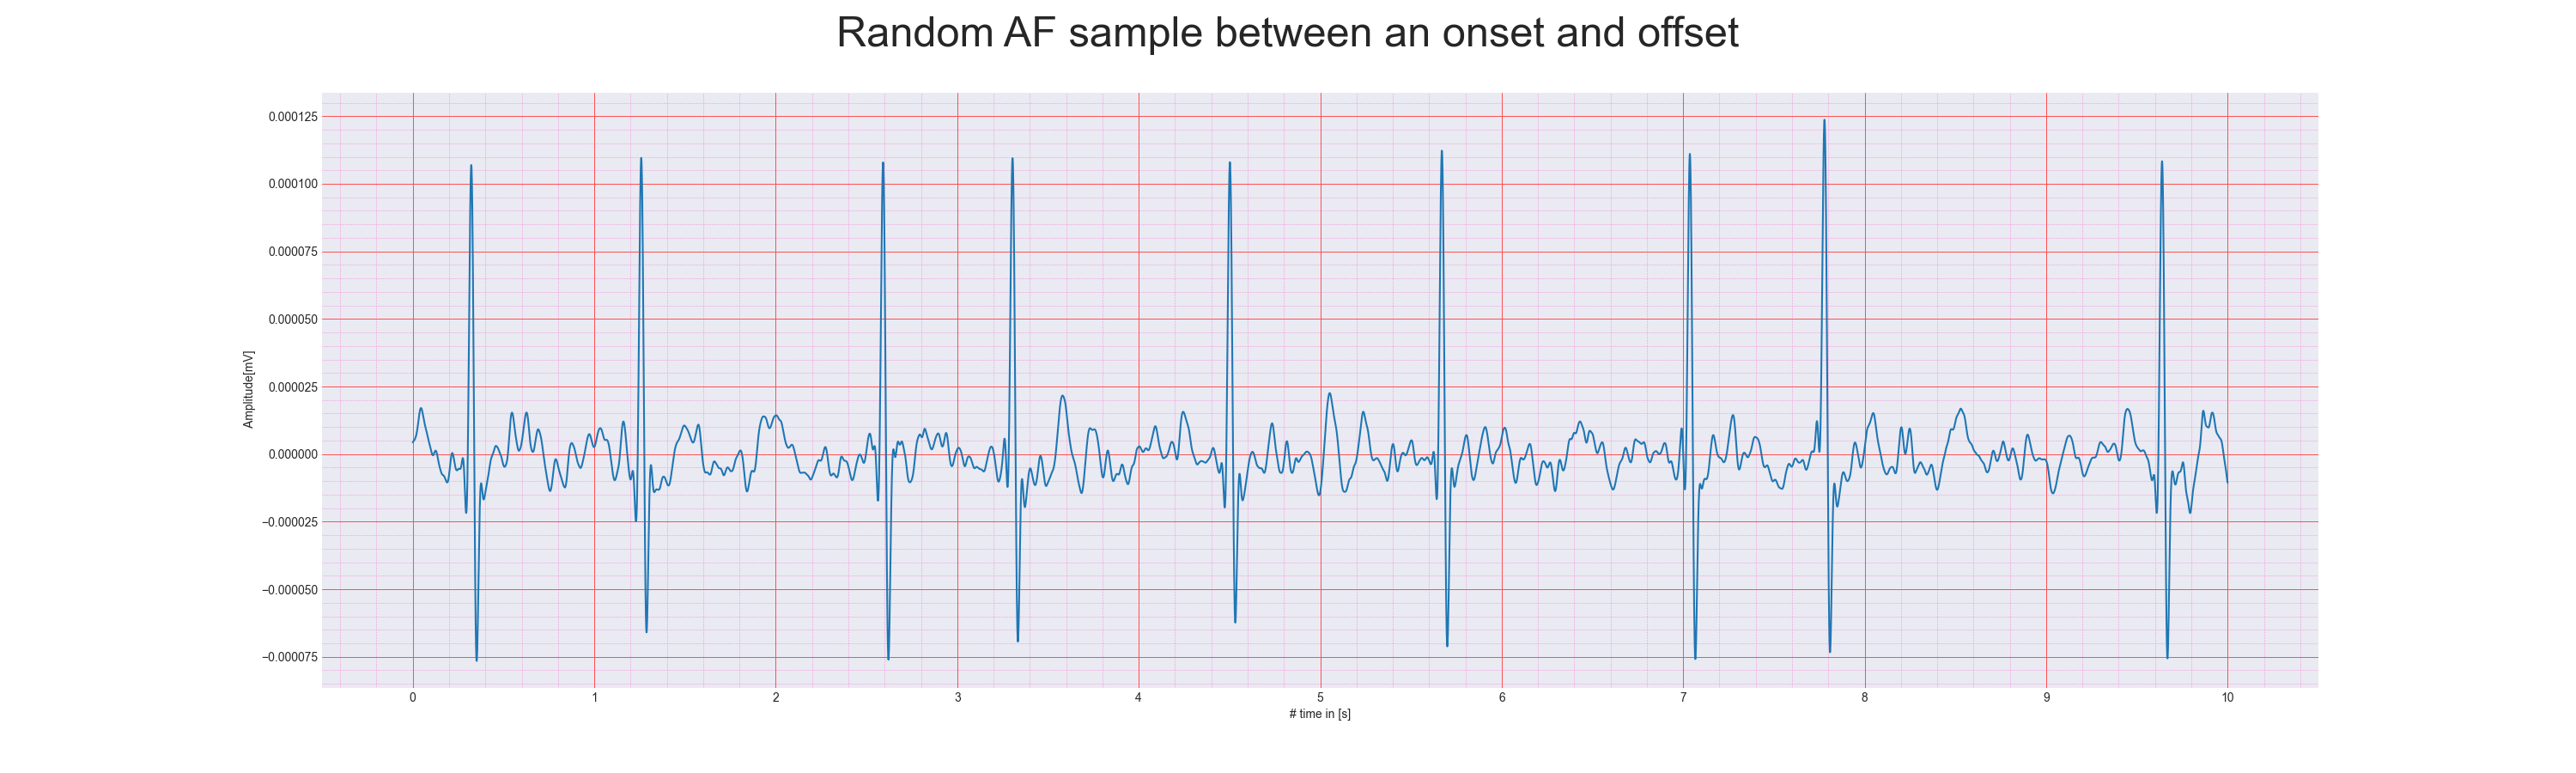 Random AF sample between an onset and offset
0.000125
0.000100
0.000075
0.000050
0.000025
0.000000
−0.000025
−0.000050
−0.000075
Amplitude[mV]
0 1 2 3 4 5 6 7 8 9 10
# time in [s]